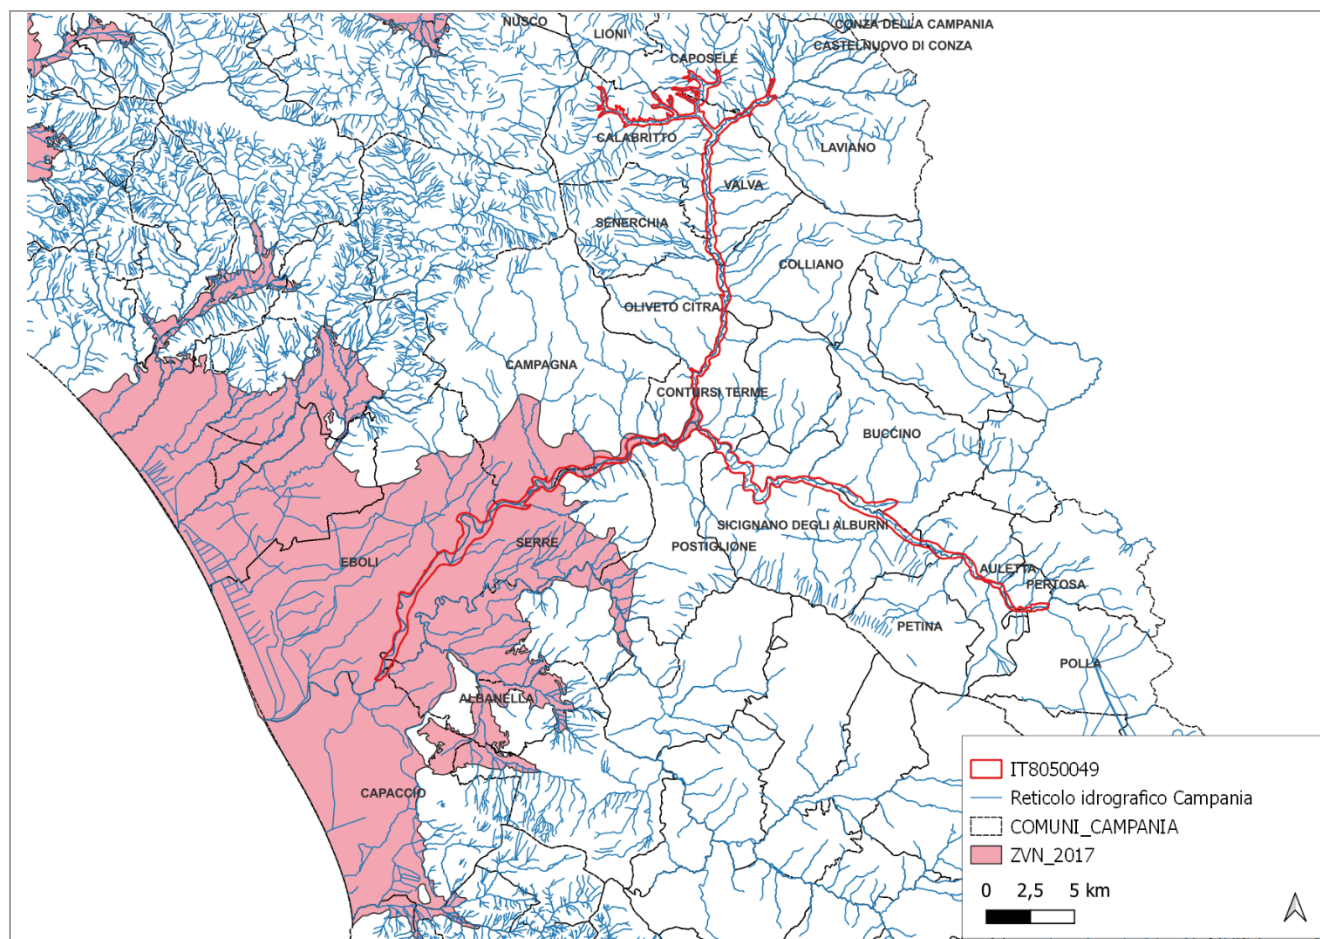 NUSCO
CONZA DELLA CAMPANIA
LIONI
CASTELNUOVO DI CONZA
CAPOSELE
CALABRITTO
LAVIANO
VALVA
SENERCHIA
COLLIANO
OLIVETO CITRA
CAMPAGNA
CONTURSI TERME
BUCCINO
SICIGNANO DEGLI ALBURNI
SERRE
POSTIGLIONE
EBOLI
AULETTA
PERTOSA
PETINA
POLLA
ALBANELLA
CAPACCIO
IT8050049
Reticolo idrografico Campania
COMUNI_CAMPANIA
ZVN_2017
0 2,5 5 km